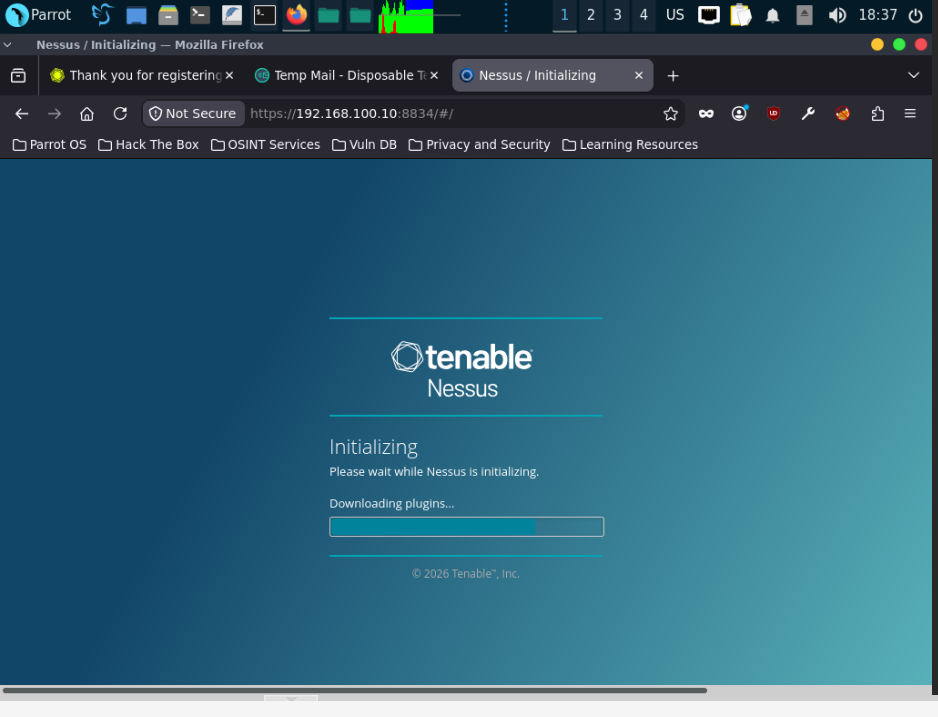 Parrot 1 2 3 4 US 18:37
Nessus / Initializing — Mozilla Firefox
Thank you for registering Temp Mail - Disposable Te Nessus / Initializing
Not Secure https://192.168.100.10:8834/#/
Parrot OS Hack The Box OSINT Services Vuln DB Privacy and Security Learning Resources
tenable
Nessus
Initializing
Please wait while Nessus is initializing.
Downloading plugins...
© 2026 Tenable™, Inc.